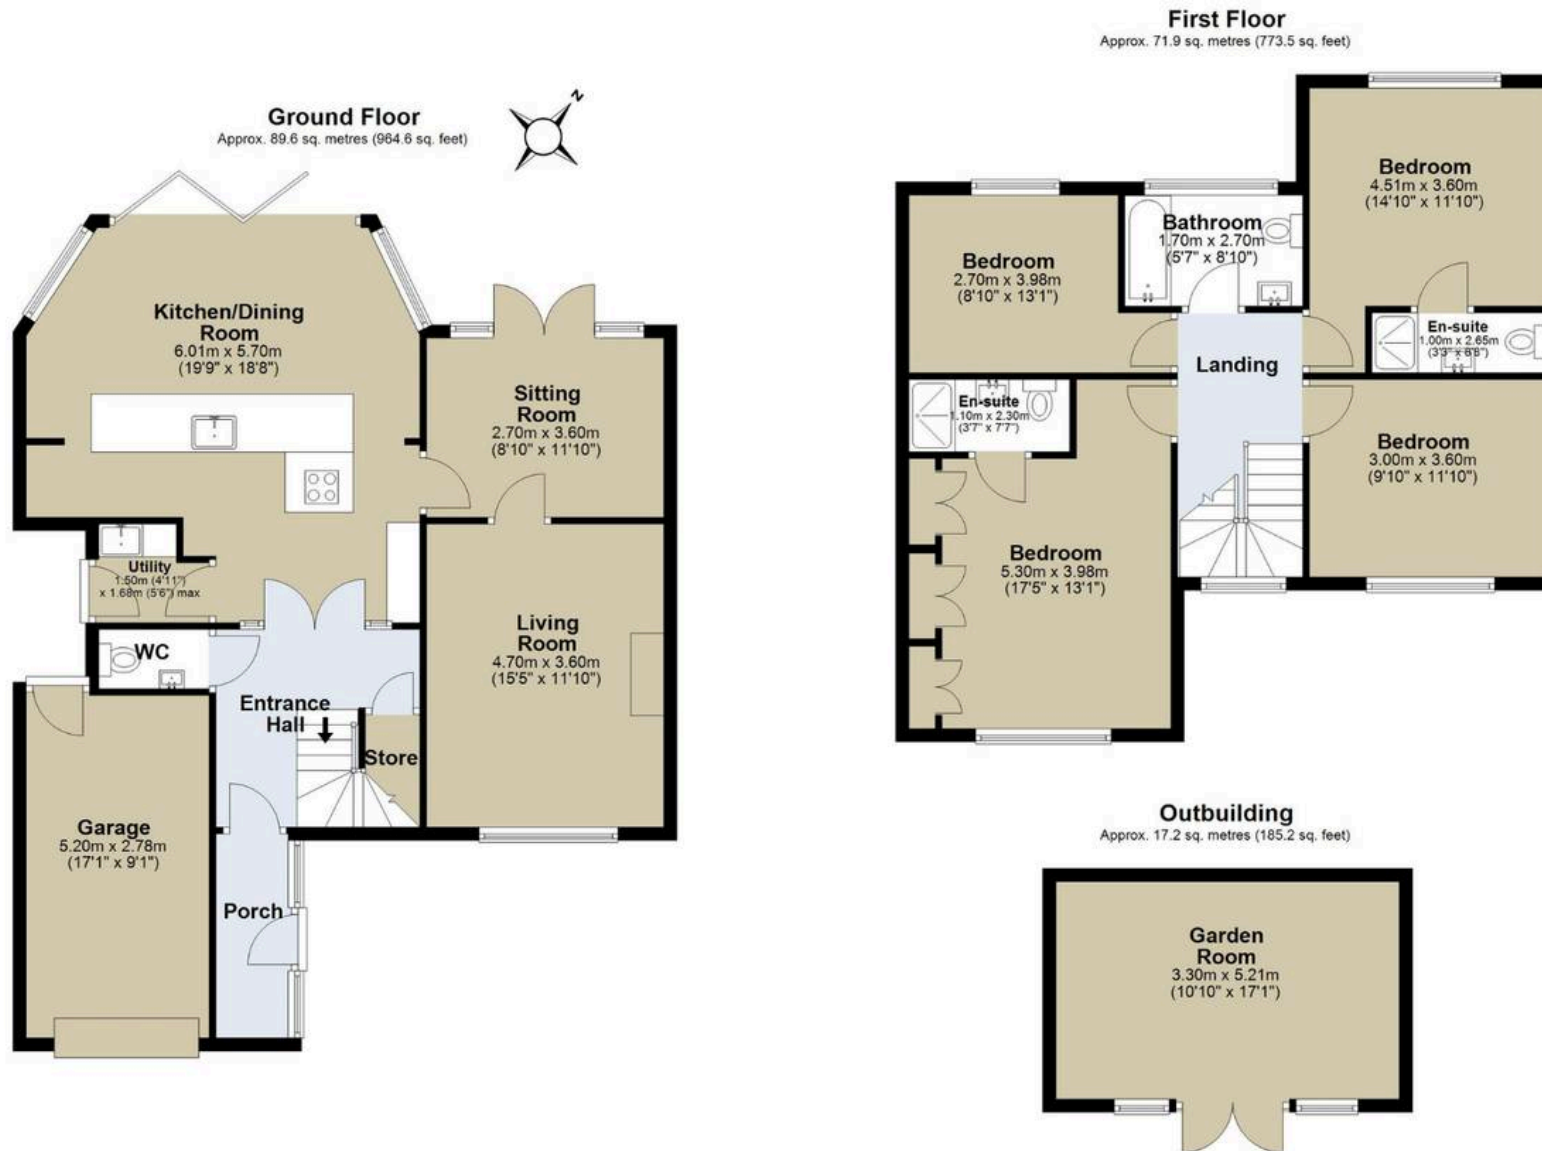 Ground Floor
Approx. 89.6 sq. metres (964.6 sq. feet)
N
Kitchen/Dining
Room
6.01m x 5.70m
(19'9" x 18'8")
Sitting
Room
2.70m x 3.60m
(8'10" x 11'10")
Utility
1.50m (4'11")
x 1.68m (5'6") max
WC
Living
Room
4.70m x 3.60m
(15'5" x 11'10")
Entrance
Hall
Store
Garage
5.20m x 2.78m
(17'1" x 9'1")
Porch
First Floor
Approx. 71.9 sq. metres (773.5 sq. feet)
Bedroom
4.51m x 3.60m
(14'10" x 11'10")
Bathroom
1.70m x 2.70m
(5'7" x 8'10")
Bedroom
2.70m x 3.98m
(8'10" x 13'1")
En-suite
1.00m x 2.65m
(3'3" x 8'8")
Landing
En-suite
1.10m x 2.30m
(3'7" x 7'7")
Bedroom
3.00m x 3.60m
(9'10" x 11'10")
Bedroom
5.30m x 3.98m
(17'5" x 13'1")
Outbuilding
Approx. 17.2 sq. metres (185.2 sq. feet)
Garden
Room
3.30m x 5.21m
(10'10" x 17'1")